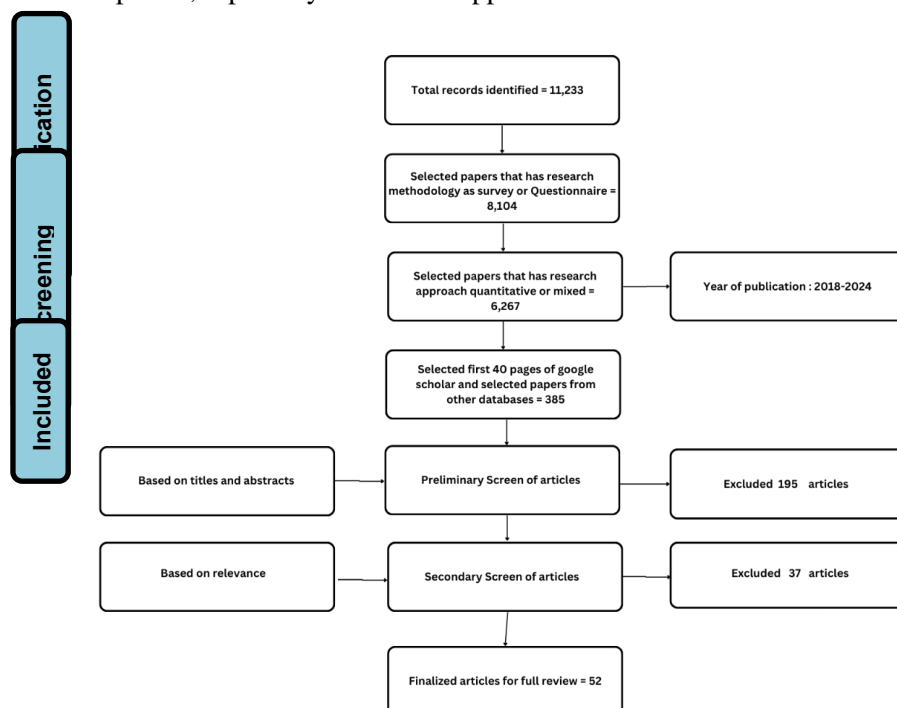 Total records identified = 11,233
Selected papers that has research
methodology as survey or Questionnaire =
8,104
Selected papers that has research
approach quantitative or mixed =
6,267
Year of publication : 2018-2024
Selected first 40 pages of google
scholar and selected papers from
other databases = 385
Based on titles and abstracts
Preliminary Screen of articles
Excluded 195 articles
Based on relevance
Secondary Screen of articles
Excluded 37 articles
Finalized articles for full review = 52
ication
creening
Included